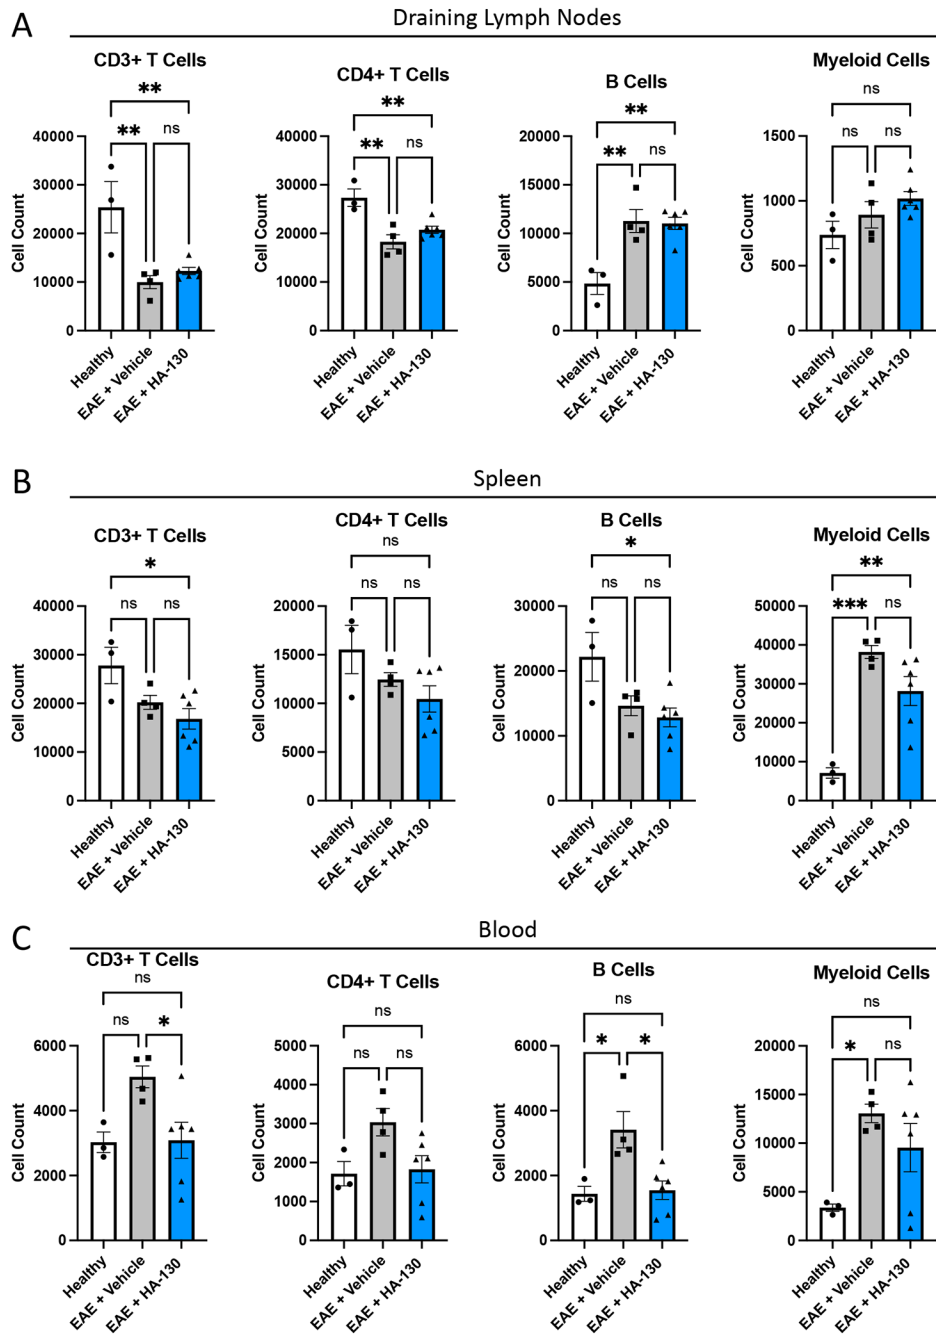 A
Draining Lymph Nodes
CD3+ T Cells
**
** ns
40000
30000
20000
10000
0
Cell Count
Healthy
EAE + Vehicle
EAE + HA-130
CD4+ T Cells
**
** ns
40000
30000
20000
10000
0
Cell Count
Healthy
EAE + Vehicle
EAE + HA-130
B Cells
**
** ns
20000
15000
10000
5000
0
Cell Count
Healthy
EAE + Vehicle
EAE + HA-130
Myeloid Cells
ns
ns ns
1500
1000
500
0
Cell Count
Healthy
EAE + Vehicle
EAE + HA-130
B
Spleen
CD3+ T Cells
*
ns ns
40000
30000
20000
10000
0
Cell Count
Healthy
EAE + Vehicle
EAE + HA-130
CD4+ T Cells
ns
ns ns
20000
15000
10000
5000
0
Cell Count
Healthy
EAE + Vehicle
EAE + HA-130
B Cells
*
ns ns
30000
20000
10000
0
Cell Count
Healthy
EAE + Vehicle
EAE + HA-130
Myeloid Cells
**
*** ns
50000
40000
30000
20000
10000
0
Cell Count
Healthy
EAE + Vehicle
EAE + HA-130
C
Blood
CD3+ T Cells
ns
ns *
6000
4000
2000
0
Cell Count
Healthy
EAE + Vehicle
EAE + HA-130
CD4+ T Cells
ns
ns ns
5000
4000
3000
2000
1000
0
Cell Count
Healthy
EAE + Vehicle
EAE + HA-130
B Cells
ns
* *
6000
4000
2000
0
Cell Count
Healthy
EAE + Vehicle
EAE + HA-130
Myeloid Cells
ns
* ns
20000
15000
10000
5000
0
Cell Count
Healthy
EAE + Vehicle
EAE + HA-130